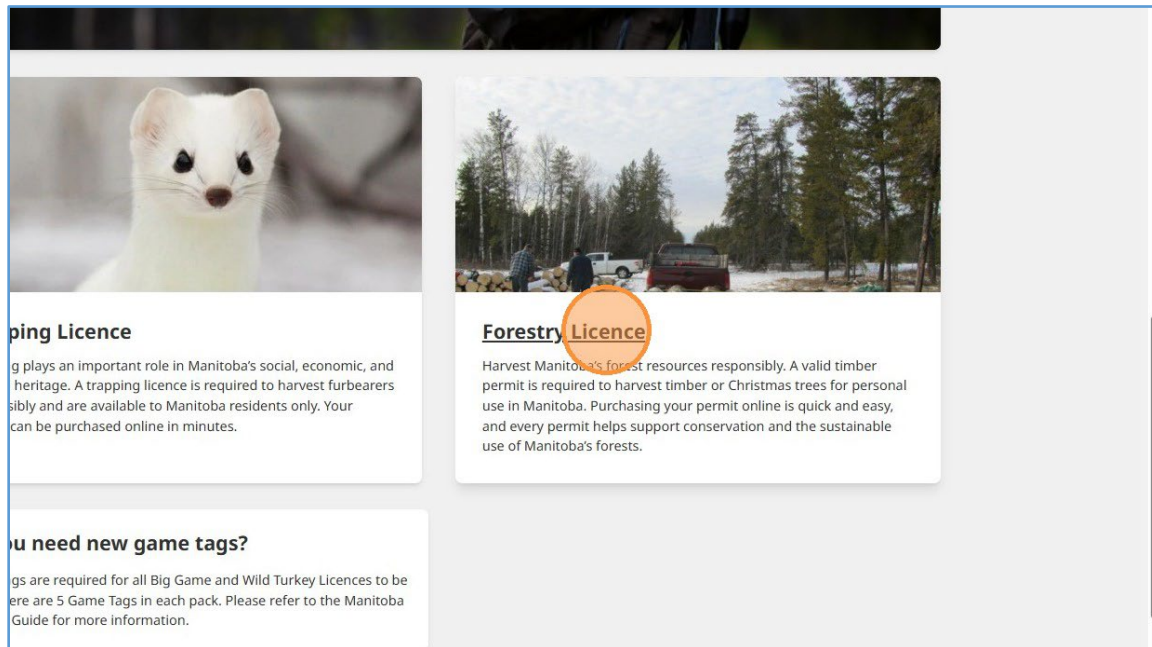 ping Licence
g plays an important role in Manitoba's social, economic, and
heritage. A trapping licence is required to harvest furbearers
sibly and are available to Manitoba residents only. Your
can be purchased online in minutes.
Forestry Licence
Harvest Manitoba's forest resources responsibly. A valid timber
permit is required to harvest timber or Christmas trees for personal
use in Manitoba. Purchasing your permit online is quick and easy,
and every permit helps support conservation and the sustainable
use of Manitoba's forests.
u need new game tags?
gs are required for all Big Game and Wild Turkey Licences to be
ere are 5 Game Tags in each pack. Please refer to the Manitoba
Guide for more information.